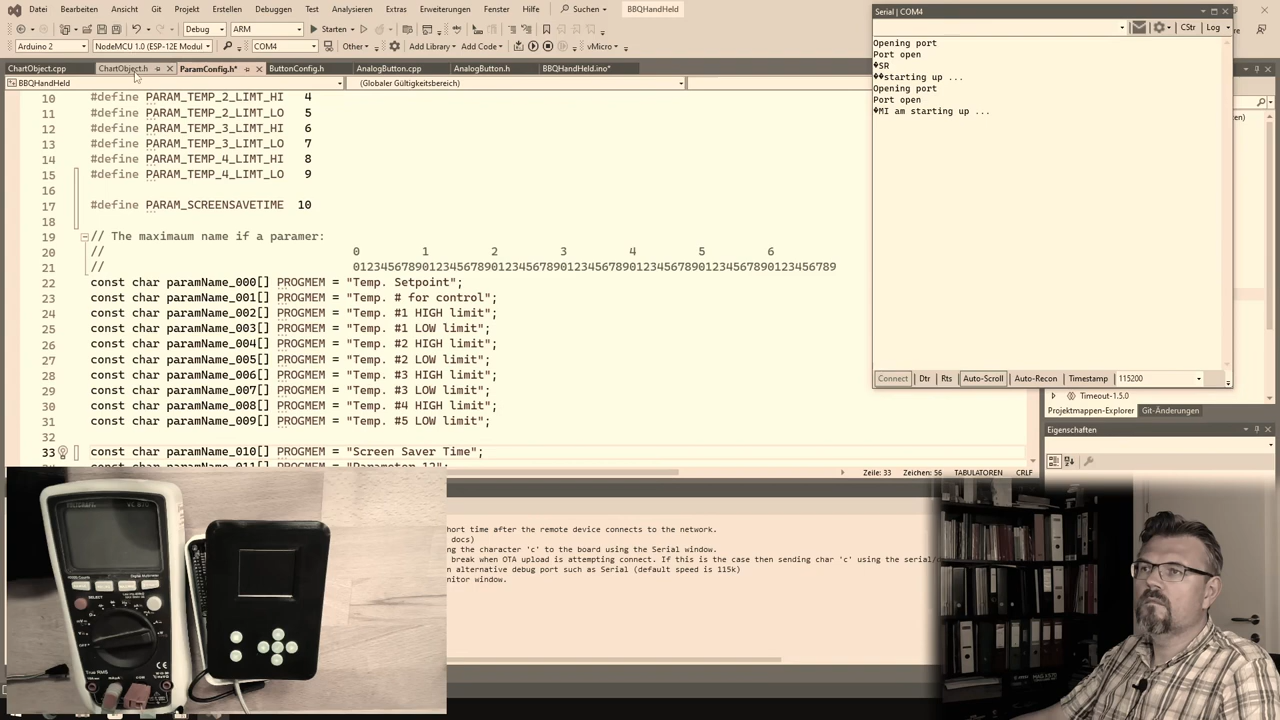 Datei Bearbeiten Ansicht Git Projekt Erstellen Debuggen Test Analysieren Extras Erweiterungen Fenster Hilfe Suchen BBQHandHeld
Debug ARM Starten
Arduino 2 NodeMCU 1.0 (ESP-12E Modul COM4 Other Add Library Add Code vMicro
ChartObject.cpp ChartObject.h ParamConfig.h* ButtonConfig.h AnalogButton.cpp AnalogButton.h BBQHandHeld.ino*
BBQHandHeld (Globaler Gültigkeitsbereich)
10 #define PARAM_TEMP_2_LIMT_HI 4
11 #define PARAM_TEMP_2_LIMT_LO 5
12 #define PARAM_TEMP_3_LIMT_HI 6
13 #define PARAM_TEMP_3_LIMT_LO 7
14 #define PARAM_TEMP_4_LIMT_HI 8
15 #define PARAM_TEMP_4_LIMT_LO 9
16
17 #define PARAM_SCREENSAVETIME 10
18
19 // The maximaum name if a paramer:
20 // 0 1 2 3 4 5 6
21 // 0123456789012345678901234567890123456789012345678901234567890123456789
22 const char paramName_000[] PROGMEM = "Temp. Setpoint";
23 const char paramName_001[] PROGMEM = "Temp. # for control";
24 const char paramName_002[] PROGMEM = "Temp. #1 HIGH limit";
25 const char paramName_003[] PROGMEM = "Temp. #1 LOW limit";
26 const char paramName_004[] PROGMEM = "Temp. #2 HIGH limit";
27 const char paramName_005[] PROGMEM = "Temp. #2 LOW limit";
28 const char paramName_006[] PROGMEM = "Temp. #3 HIGH limit";
29 const char paramName_007[] PROGMEM = "Temp. #3 LOW limit";
30 const char paramName_008[] PROGMEM = "Temp. #4 HIGH limit";
31 const char paramName_009[] PROGMEM = "Temp. #5 LOW limit";
32
33 const char paramName_010[] PROGMEM = "Screen Saver Time";
const char paramName_011[] PROGMEM = "Parameter 12";
Zeile: 33 Zeichen: 56 TABULATOREN CRLF
Serial | COM4
CStr Log
Opening port
Port open
�SR
��starting up ...
Opening port
Port open
�MI am starting up ...
Connect Dtr Rts Auto-Scroll Auto-Recon Timestamp 115200
Timeout-1.5.0
Projektmappen-Explorer Git-Änderungen
Eigenschaften
hort time after the remote device connects to the network.
docs)
ng the character 'c' to the board using the Serial window.
break when OTA upload is attempting connect. If this is the case then sending char 'c' using the serial/
n alternative debug port such as Serial (default speed is 115k)
nitor window.
True RMS